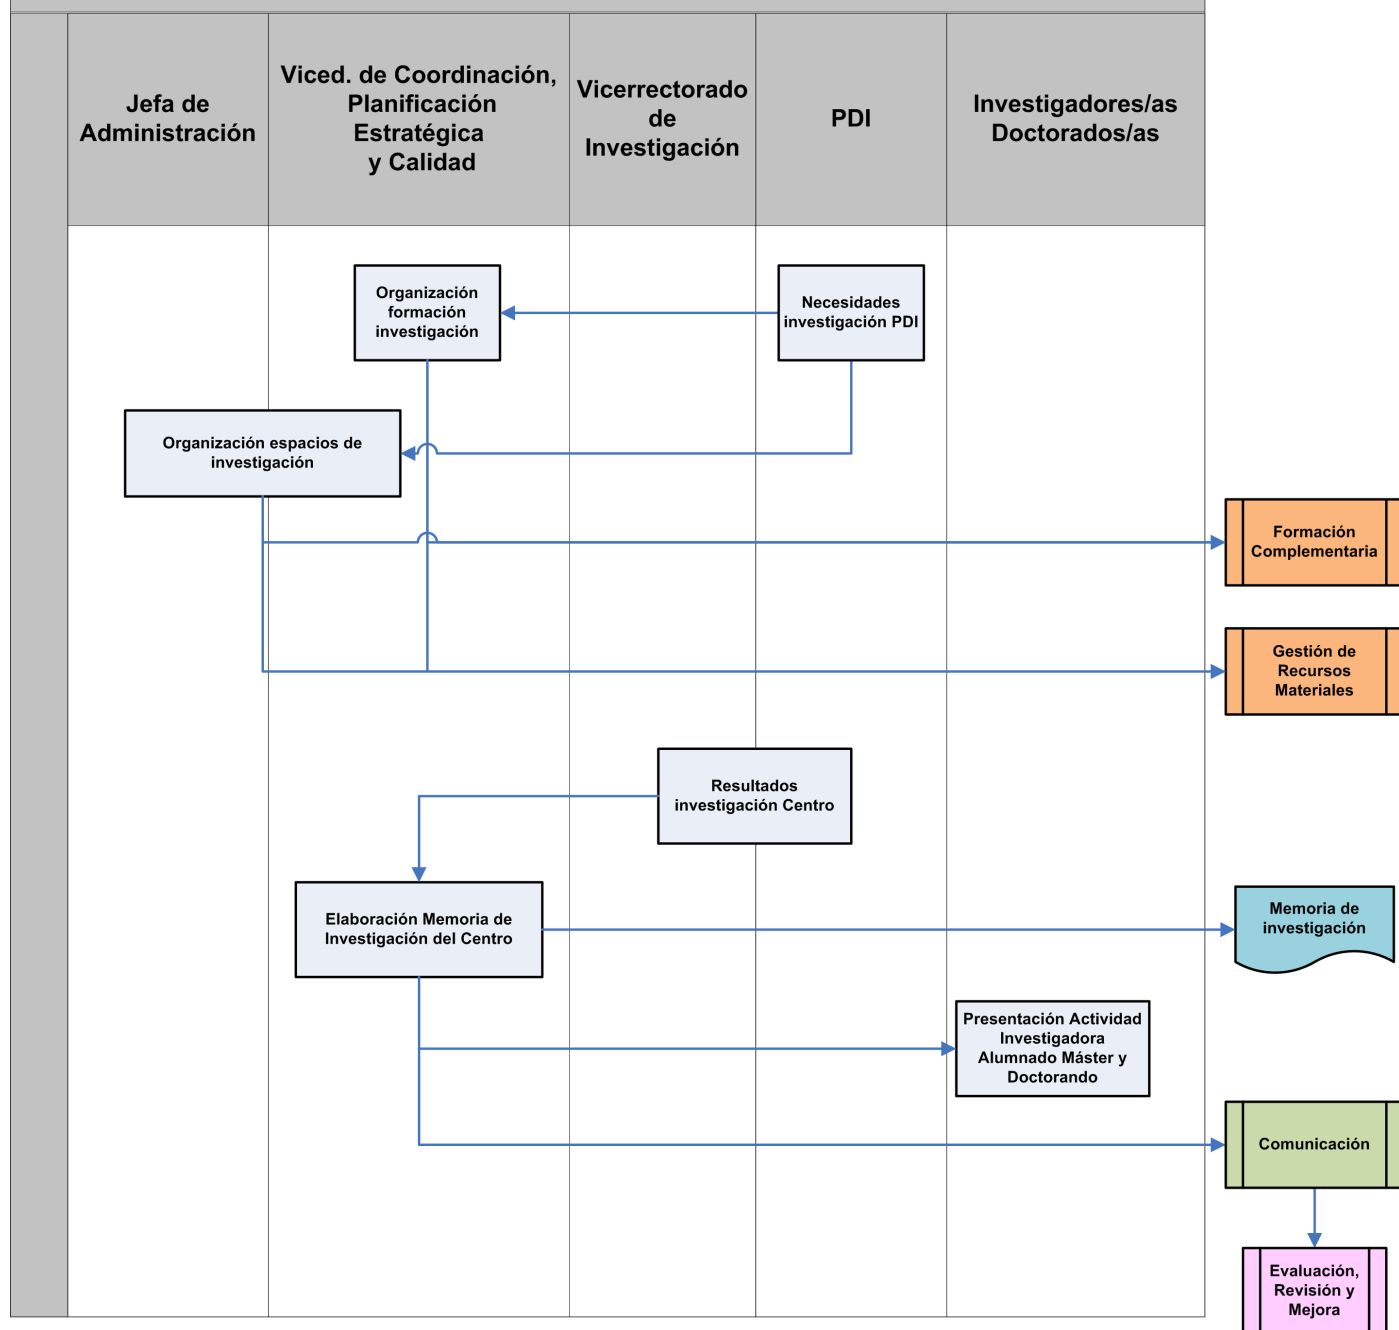 Jefa de
Administración
Viced. de Coordinación,
Planificación
Estratégica
y Calidad
Vicerrectorado
de
Investigación
PDI
Investigadores/as
Doctorados/as
Organización
formación
investigación
Necesidades
investigación PDI
Organización espacios de
investigación
Formación
Complementaria
Gestión de
Recursos
Materiales
Resultados
investigación Centro
Elaboración Memoria de
Investigación del Centro
Memoria de
investigación
Presentación Actividad
Investigadora
Alumnado Máster y
Doctorando
Comunicación
Evaluación,
Revisión y
Mejora